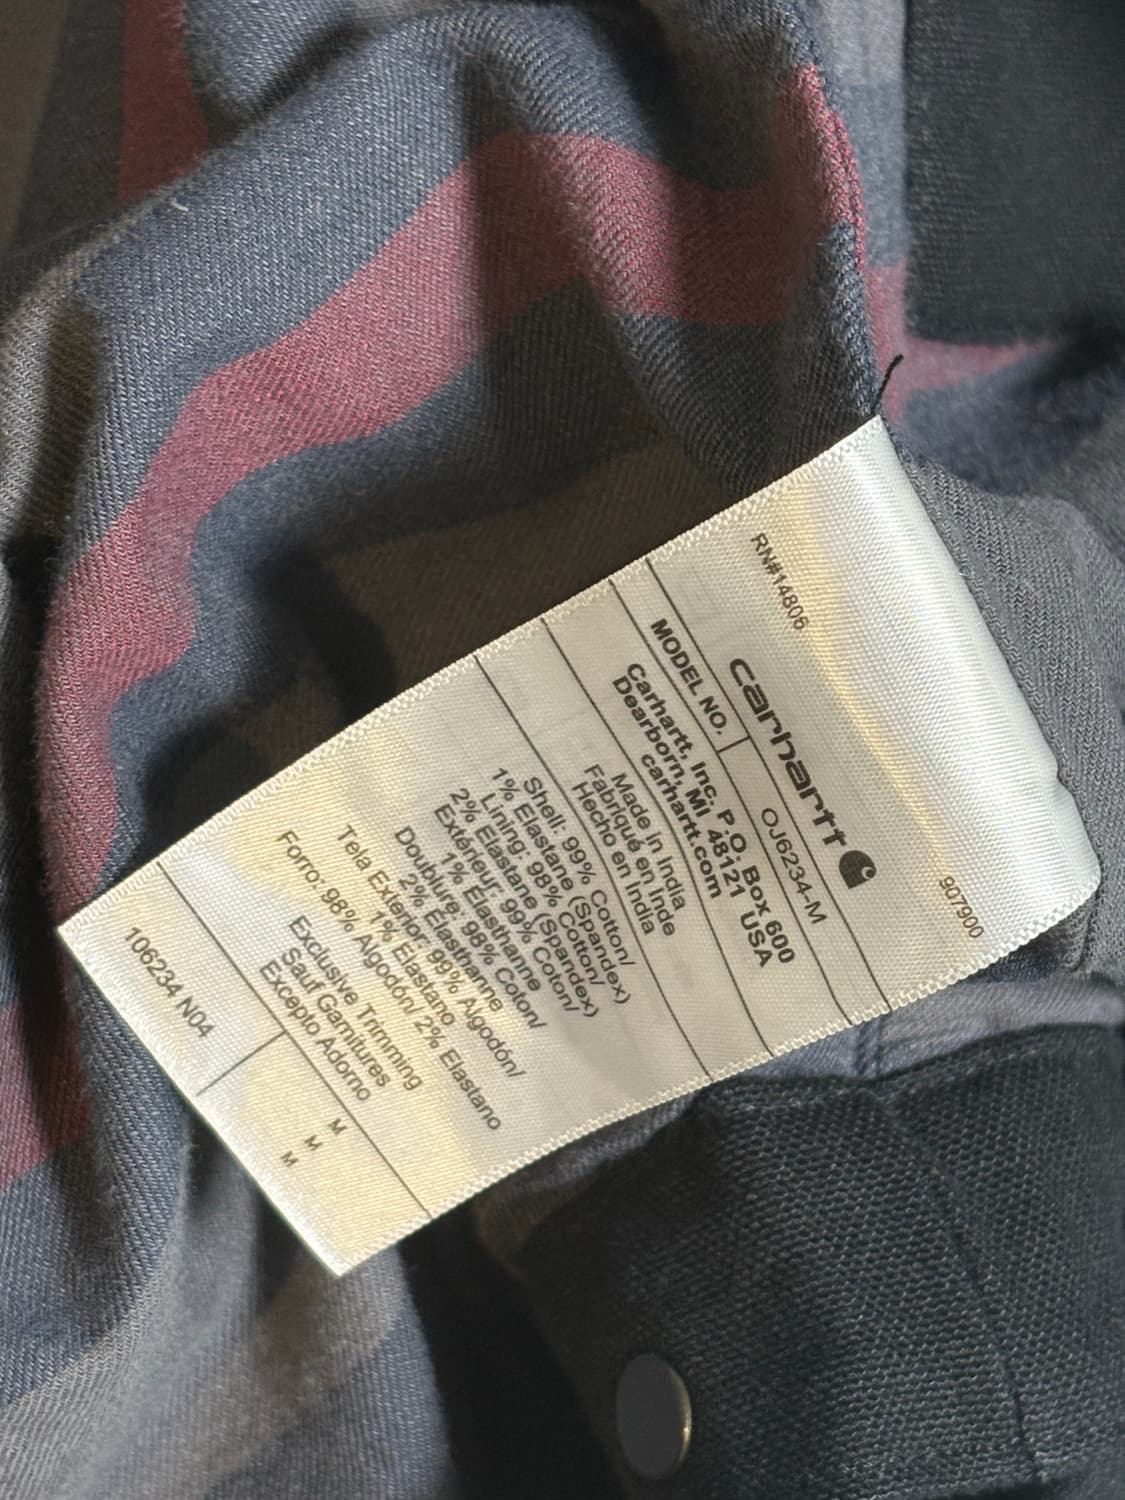 907900
RN#14806
carhartt
MODEL NO. OJ6234-M
Carhartt, Inc., P.O. Box 600
Dearborn, MI 48121 USA
carhartt.com
Made in India
Fabriqué en Inde
Hecho en India
Shell: 99% Cotton/
1% Elastane (Spandex)
Lining: 98% Cotton/
2% Elastane (Spandex)
Extérieur: 99% Coton/
1% Elasthanne
Doublure: 98% Coton/
2% Elasthanne
Tela Exterior: 99% Algodón/
1% Elastano
Forro: 98% Algodón/ 2% Elastano
Exclusive Trimming
Sauf Garnitures
Excepto Adorno
106234 N04
M
M
M